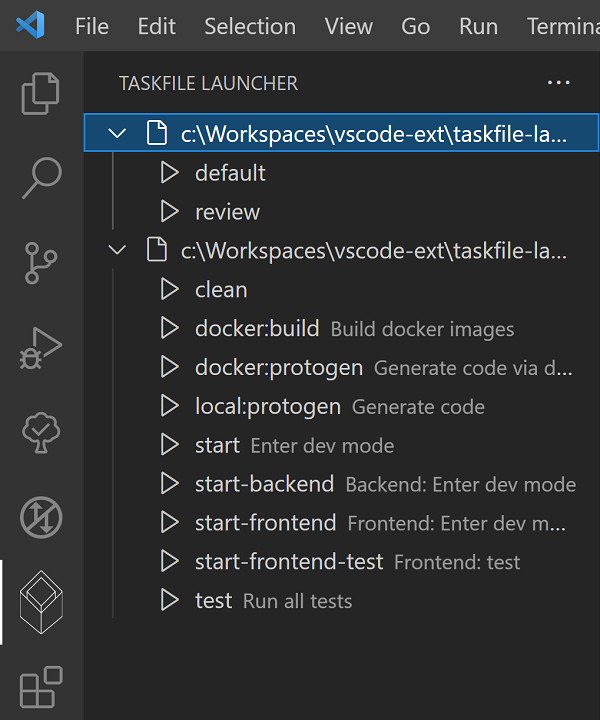 File Edit Selection View Go Run Termina
TASKFILE LAUNCHER ...
c:\Workspaces\vscode-ext\taskfile-la...
default
review
c:\Workspaces\vscode-ext\taskfile-la...
clean
docker:build Build docker images
docker:protogen Generate code via d...
local:protogen Generate code
start Enter dev mode
start-backend Backend: Enter dev mode
start-frontend Frontend: Enter dev m...
start-frontend-test Frontend: test
test Run all tests